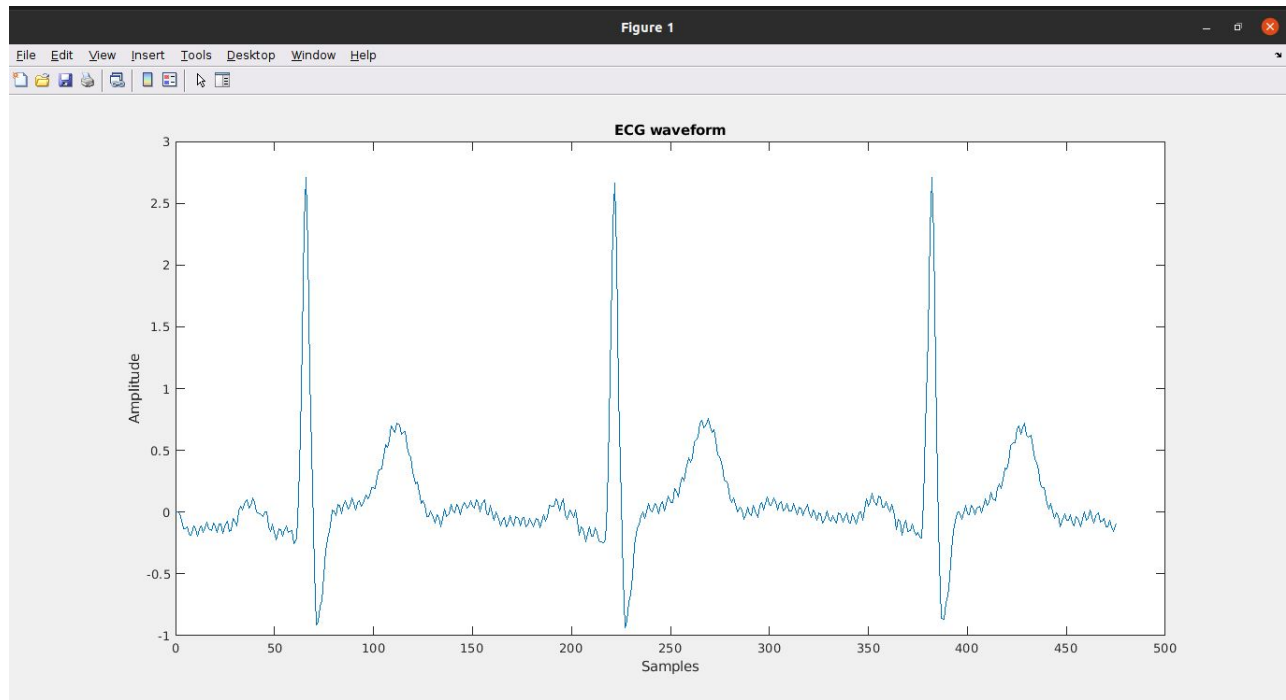 Figure 1
File Edit View Insert Tools Desktop Window Help
ECG waveform
3
2.5
2
1.5
1
0.5
0
-0.5
-1
Amplitude
0 50 100 150 200 250 300 350 400 450 500
Samples